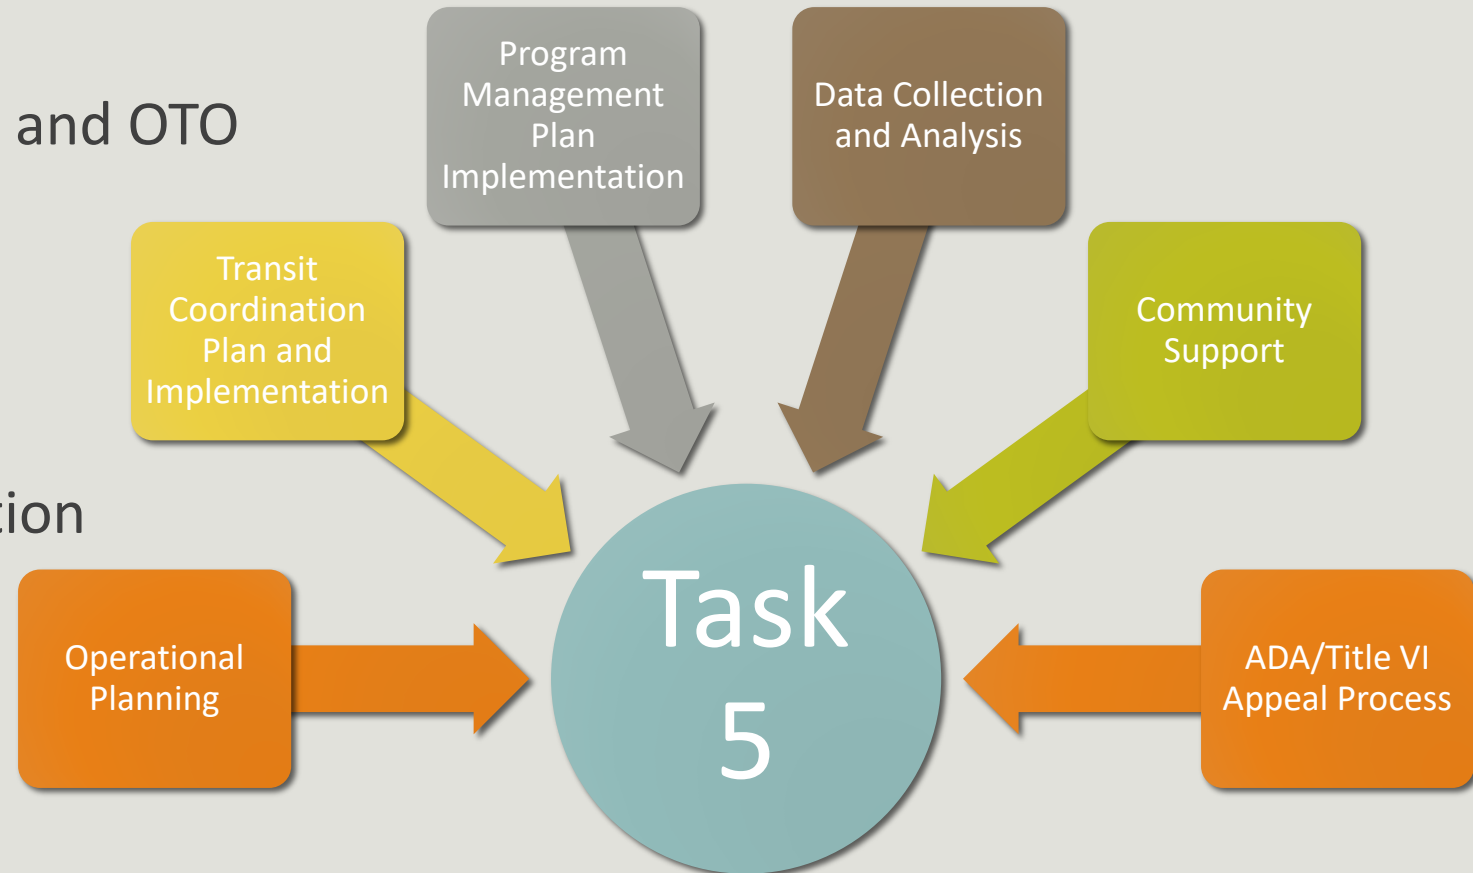 and OTO
Program
Management
Plan
Implementation
Data Collection
and Analysis
Transit
Coordination
Plan and
Implementation
Community
Support
tion
Operational
Planning
Task
5
ADA/Title VI
Appeal Process